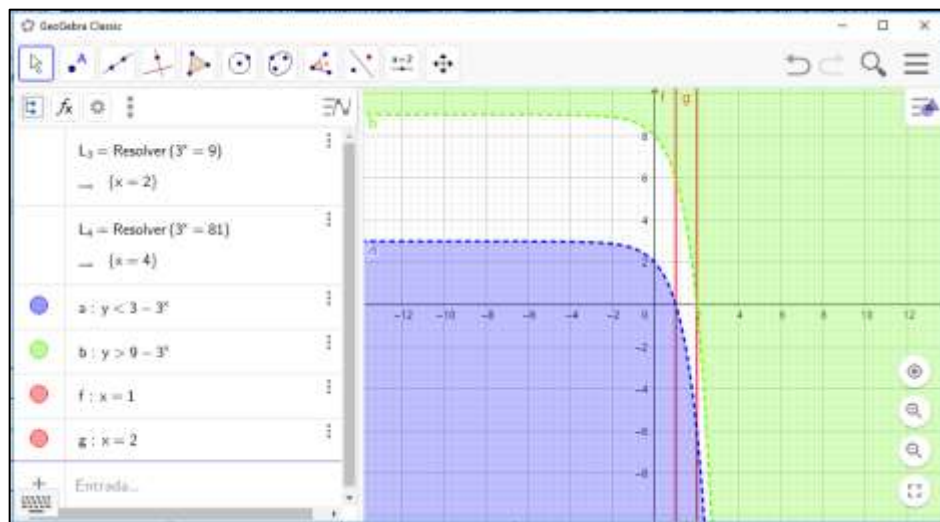 GeoGebra Classic
L₃ = Resolver (3ˣ = 9)
→ {x = 2}
L₄ = Resolver (3ˣ = 81)
→ {x = 4}
a : y < 3 − 3ˣ
b : y > 9 − 3ˣ
f : x = 1
g : x = 2
Entrada...
f g
b
a
8
6
4
2
0
−2
−4
−6
−8
−12 −10 −8 −6 −4 −2 0 2 4 6 8 10 12